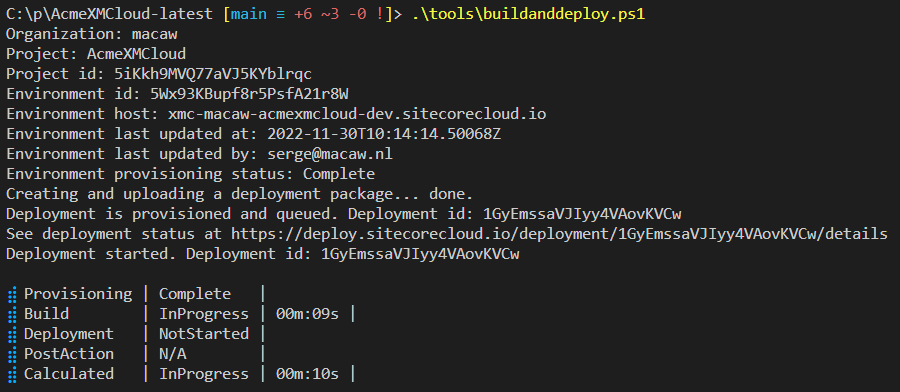 C:\p\AcmeXMCloud-latest [main ≡ +6 ~3 -0 !]> .\tools\buildanddeploy.ps1
Organization: macaw
Project: AcmeXMCloud
Project id: 5iKkh9MVQ77aVJ5KYblrqc
Environment id: 5Wx93KBupf8r5PsfA21r8W
Environment host: xmc-macaw-acmexmcloud-dev.sitecorecloud.io
Environment last updated at: 2022-11-30T10:14:14.50068Z
Environment last updated by: serge@macaw.nl
Environment provisioning status: Complete
Creating and uploading a deployment package... done.
Deployment is provisioned and queued. Deployment id: 1GyEmssaVJIyy4VAovKVCw
See deployment status at https://deploy.sitecorecloud.io/deployment/1GyEmssaVJIyy4VAovKVCw/details
Deployment started. Deployment id: 1GyEmssaVJIyy4VAovKVCw
⣾ Provisioning | Complete   |
⣾ Build        | InProgress | 00m:09s |
⣾ Deployment   | NotStarted |
⣾ PostAction   | N/A        |
⣾ Calculated   | InProgress | 00m:10s |